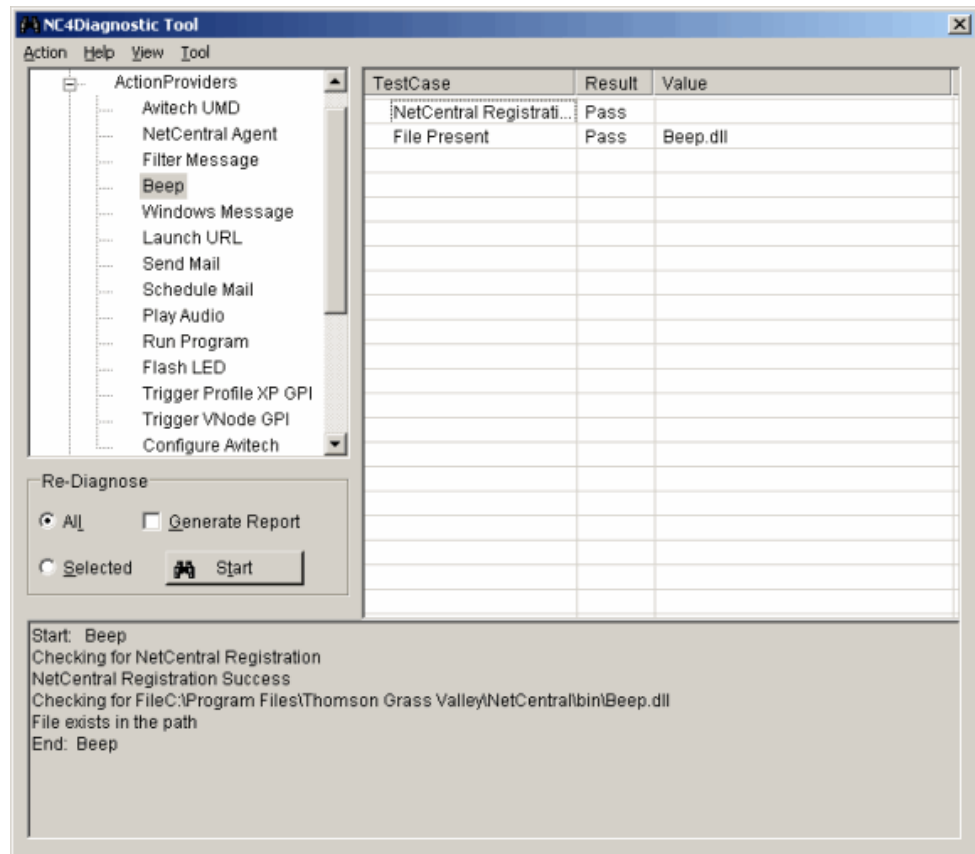 NC4Diagnostic Tool
Action Help View Tool
ActionProviders
Avitech UMD
NetCentral Agent
Filter Message
Beep
Windows Message
Launch URL
Send Mail
Schedule Mail
Play Audio
Run Program
Flash LED
Trigger Profile XP GPI
Trigger VNode GPI
Configure Avitech
TestCase Result Value
NetCentral Registrati... Pass
File Present Pass Beep.dll
Re-Diagnose
All Generate Report
Selected Start
Start: Beep
Checking for NetCentral Registration
NetCentral Registration Success
Checking for FileC:\Program Files\Thomson Grass Valley\NetCentral\bin\Beep.dll
File exists in the path
End: Beep